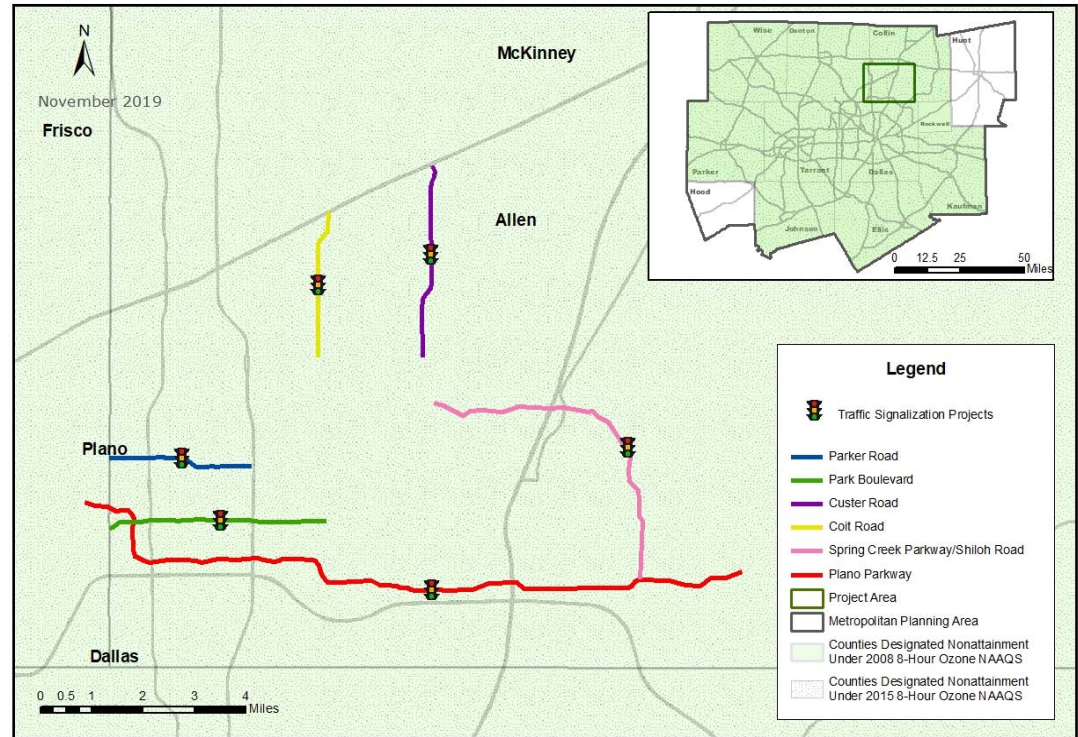 N
November 2019
Frisco
McKinney
Allen
Plano
Dallas
0 0.5 1 2 3 4
Miles
Wise
Denton
Collin
Hunt
Rockwall
Parker
Tarrant
Dallas
Hood
Kaufman
Johnson
Ellis
0 12.5 25 50
Miles
Legend
Traffic Signalization Projects
Parker Road
Park Boulevard
Custer Road
Coit Road
Spring Creek Parkway/Shiloh Road
Plano Parkway
Project Area
Metropolitan Planning Area
Counties Designated Nonattainment
Under 2008 8-Hour Ozone NAAQS
Counties Designated Nonattainment
Under 2015 8-Hour Ozone NAAQS